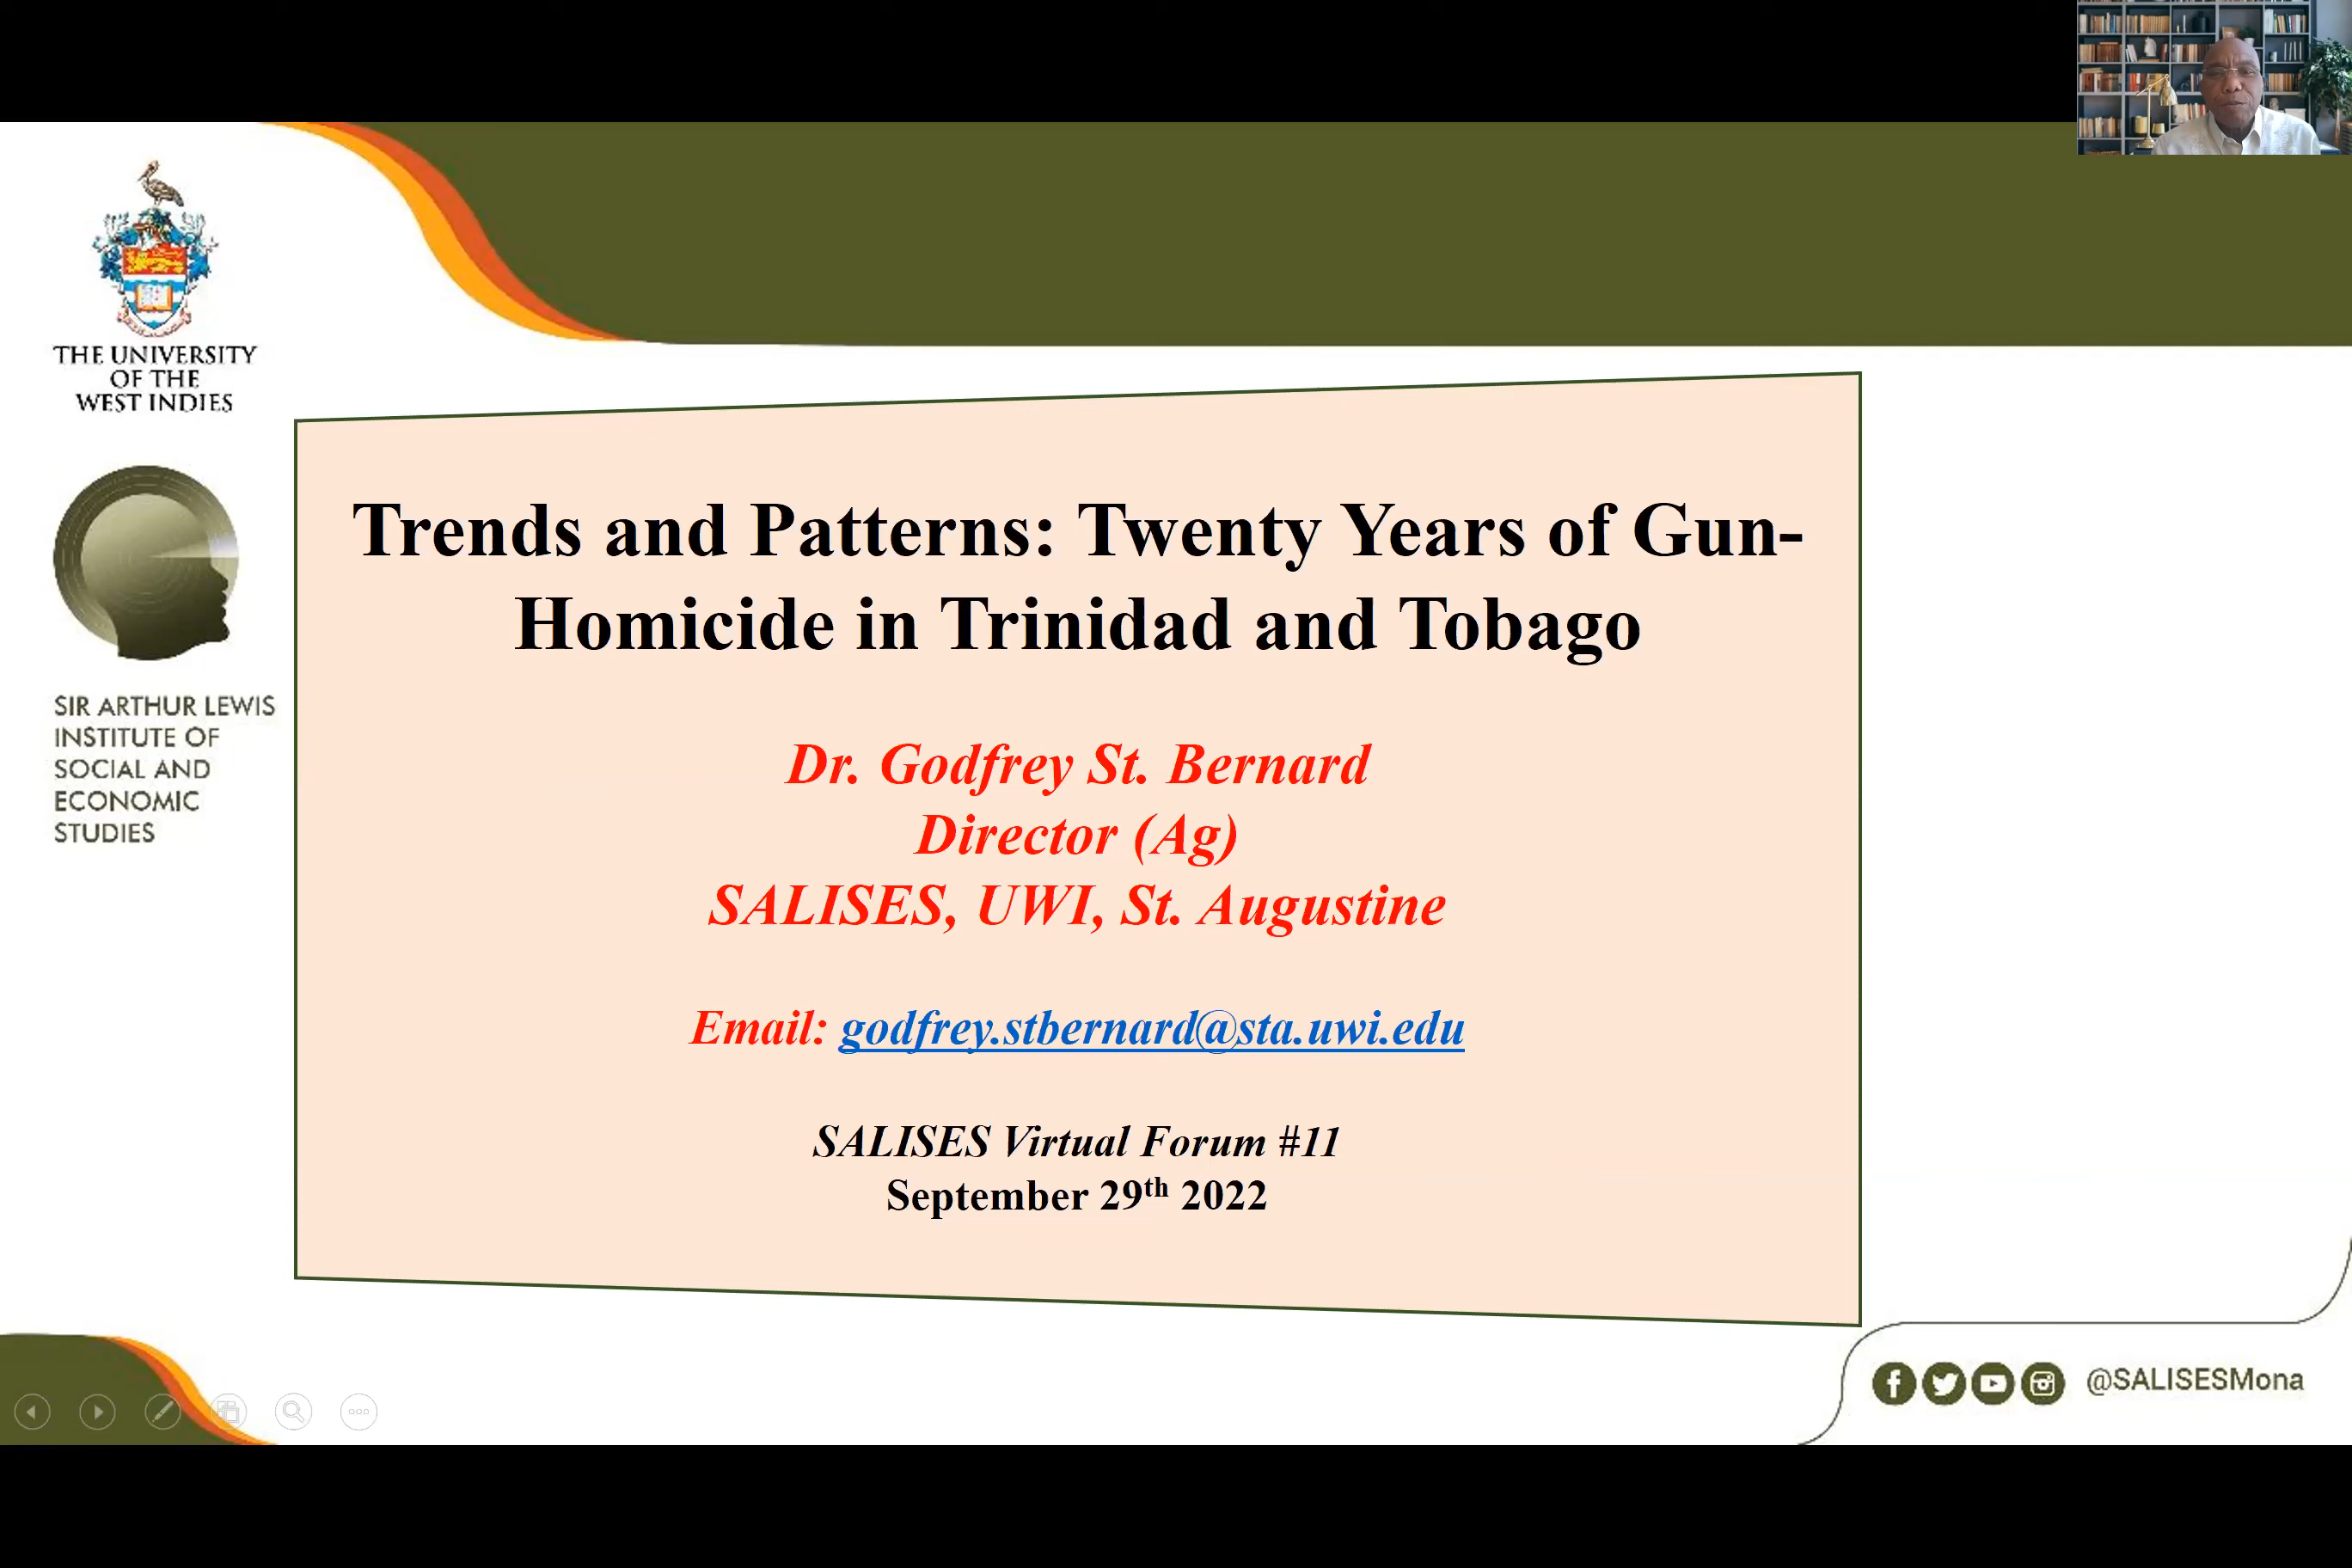 THE UNIVERSITY
OF THE
WEST INDIES
SIR ARTHUR LEWIS
INSTITUTE OF
SOCIAL AND
ECONOMIC
STUDIES
Trends and Patterns: Twenty Years of Gun-
Homicide in Trinidad and Tobago
Dr. Godfrey St. Bernard
Director (Ag)
SALISES, UWI, St. Augustine
Email: godfrey.stbernard@sta.uwi.edu
SALISES Virtual Forum #11
September 29th 2022
@SALISESMona